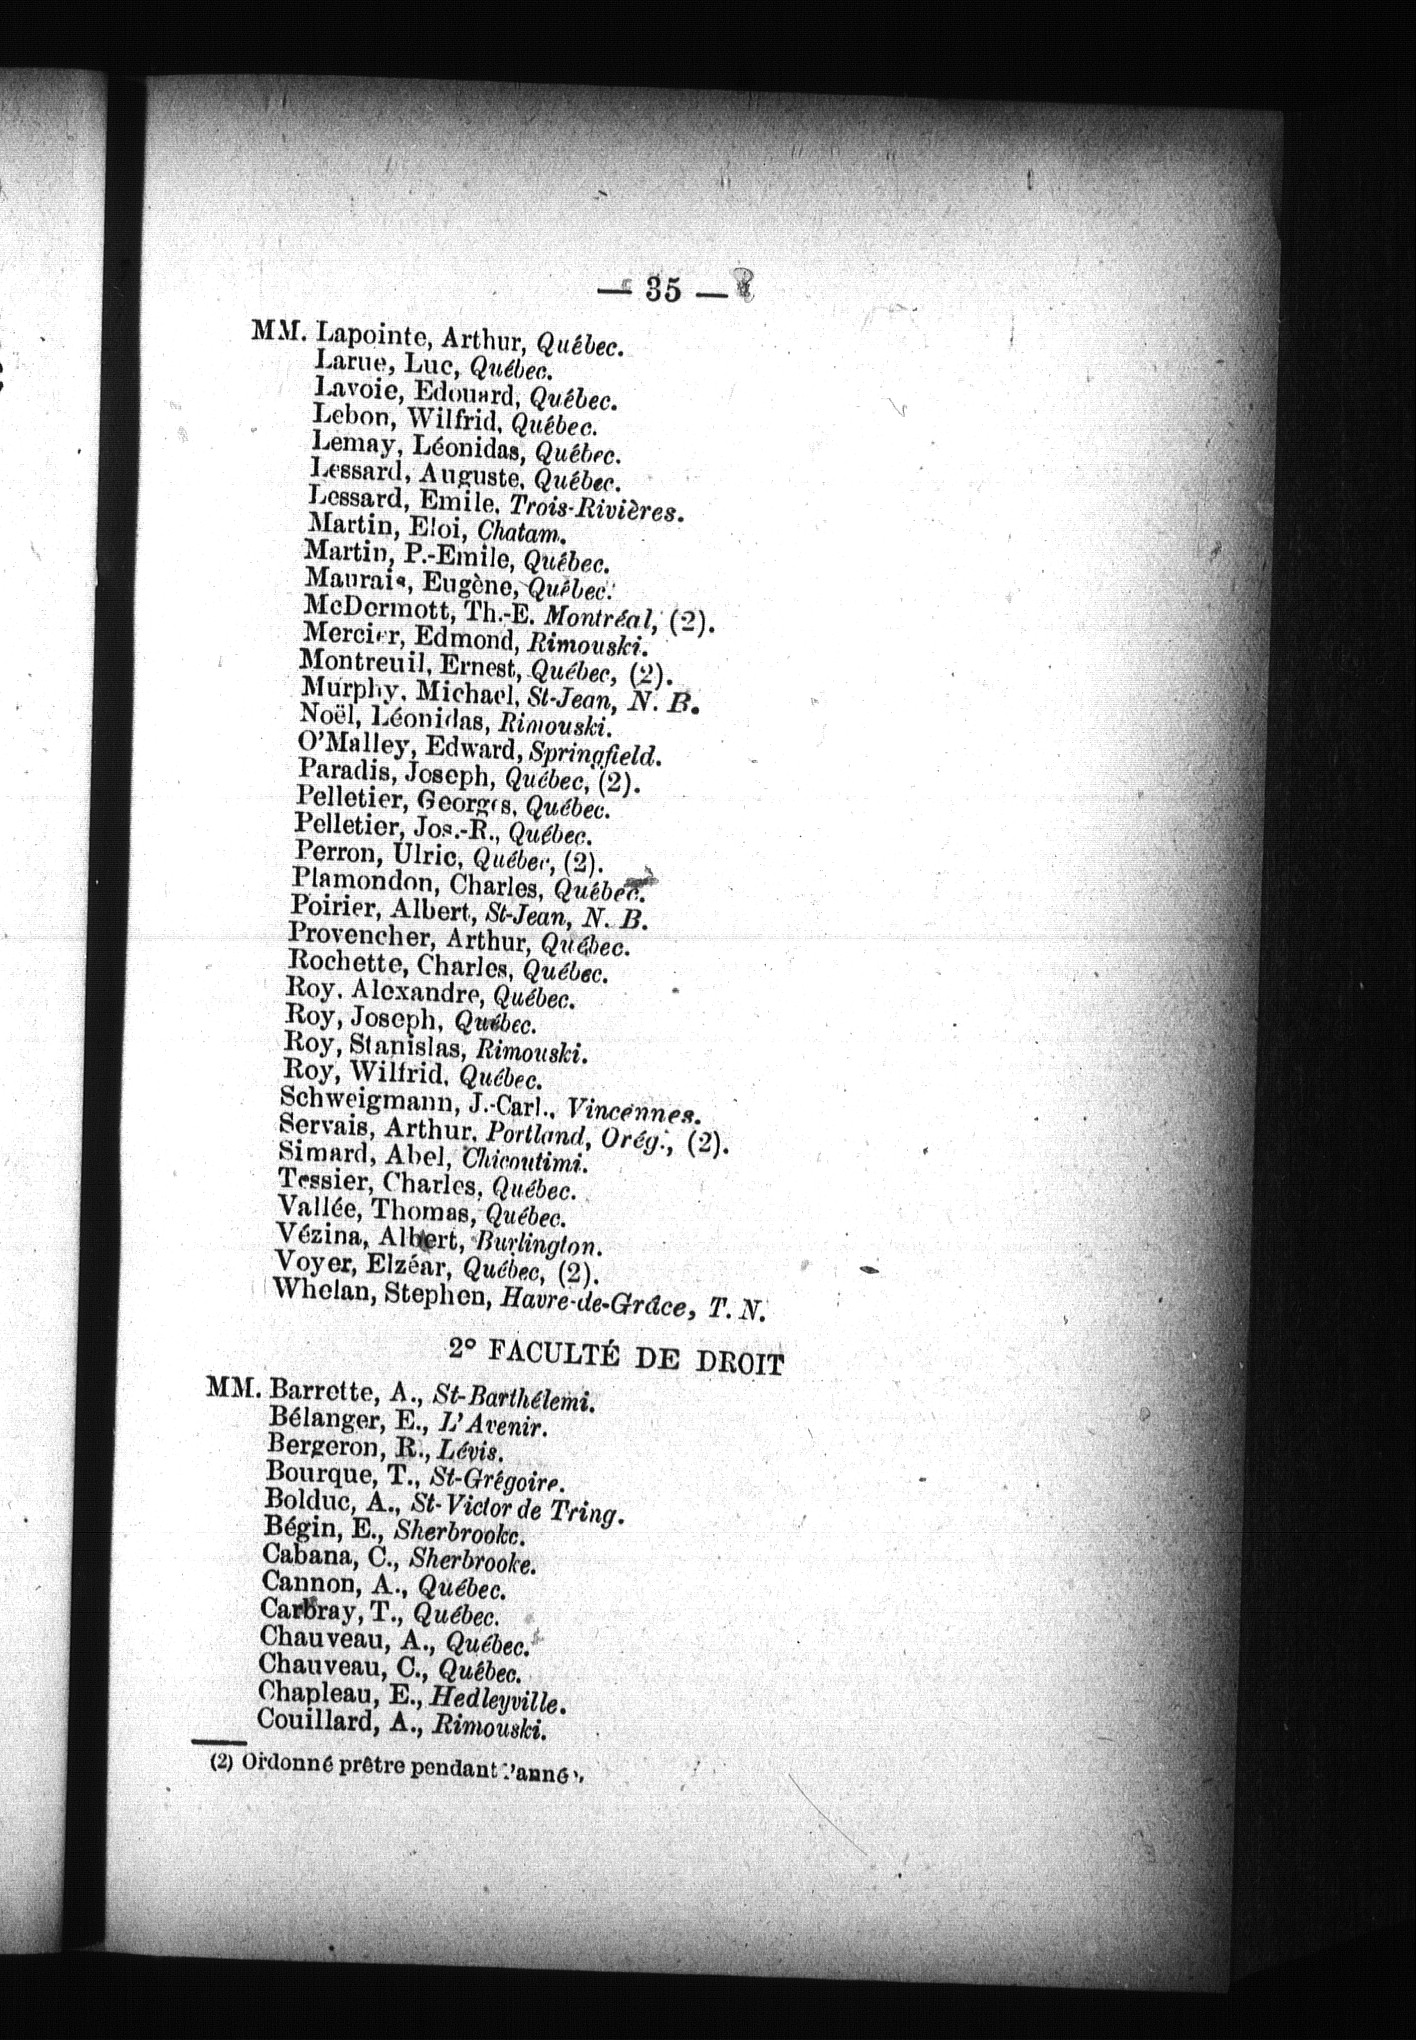 — 35 —
MM. Lapointe, Arthur, Québec.
Larue, Luc, Québec.
Lavoie, Edouard, Québec.
Lebon, Wilfrid, Québec.
Lemay, Léonidas, Québec.
Lessard, Auguste, Québec.
Lessard, Emile, Trois-Rivières.
Martin, Eloi, Chatam.
Martin, P.-Emile, Québec.
Maurais, Eugène, Québec.
McDermott, Th.-E. Montréal, (2).
Mercier, Edmond, Rimouski.
Montreuil, Ernest, Québec, (2).
Murphy, Michael, St-Jean, N. B.
Noël, Léonidas, Rimouski.
O'Malley, Edward, Springfield.
Paradis, Joseph, Québec, (2).
Pelletier, Georges, Québec.
Pelletier, Jos.-R., Québec.
Perron, Ulric, Québec, (2).
Plamondon, Charles, Québec.
Poirier, Albert, St-Jean, N. B.
Provencher, Arthur, Québec.
Rochette, Charles, Québec.
Roy, Alexandre, Québec.
Roy, Joseph, Québec.
Roy, Stanislas, Rimouski.
Roy, Wilfrid, Québec.
Schweigmann, J.-Carl., Vincennes.
Servais, Arthur, Portland, Orég., (2).
Simard, Abel, Chicoutimi.
Tessier, Charles, Québec.
Vallée, Thomas, Québec.
Vézina, Albert, Burlington.
Voyer, Elzéar, Québec, (2).
Whelan, Stephen, Havre-de-Grâce, T. N.
2° FACULTÉ DE DROIT
MM. Barrette, A., St-Barthélemi.
Bélanger, E., L'Avenir.
Bergeron, R., Lévis.
Bourque, T., St-Grégoire.
Bolduc, A., St-Victor de Tring.
Bégin, E., Sherbrooke.
Cabana, C., Sherbrooke.
Cannon, A., Québec.
Carbray, T., Québec.
Chauveau, A., Québec.
Chauveau, C., Québec.
Chapleau, E., Hedleyville.
Couillard, A., Rimouski.
(2) Ordonné prêtre pendant l'année.